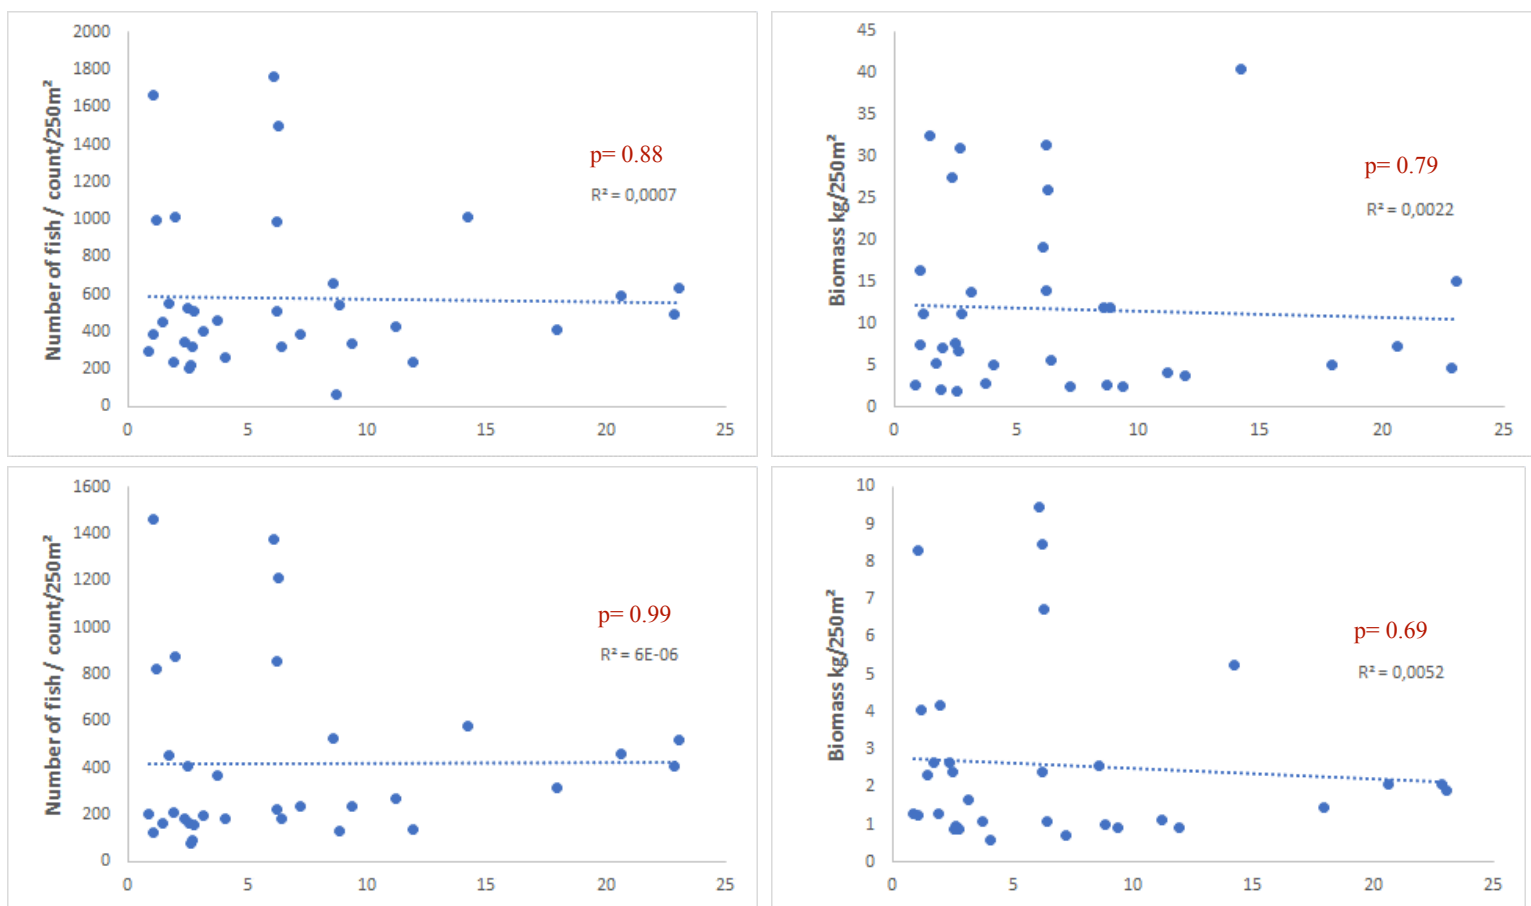 2000
1800
1600
1400
1200
1000
800
600
400
200
0
0 5 10 15 20 25
Number of fish / count/250m²
p= 0.88
R² = 0,0007
45
40
35
30
25
20
15
10
5
0
0 5 10 15 20 25
Biomass kg/250m²
p= 0.79
R² = 0,0022
1600
1400
1200
1000
800
600
400
200
0
0 5 10 15 20 25
Number of fish / count/250m²
p= 0.99
R² = 6E-06
10
9
8
7
6
5
4
3
2
1
0
0 5 10 15 20 25
Biomass kg/250m²
p= 0.69
R² = 0,0052